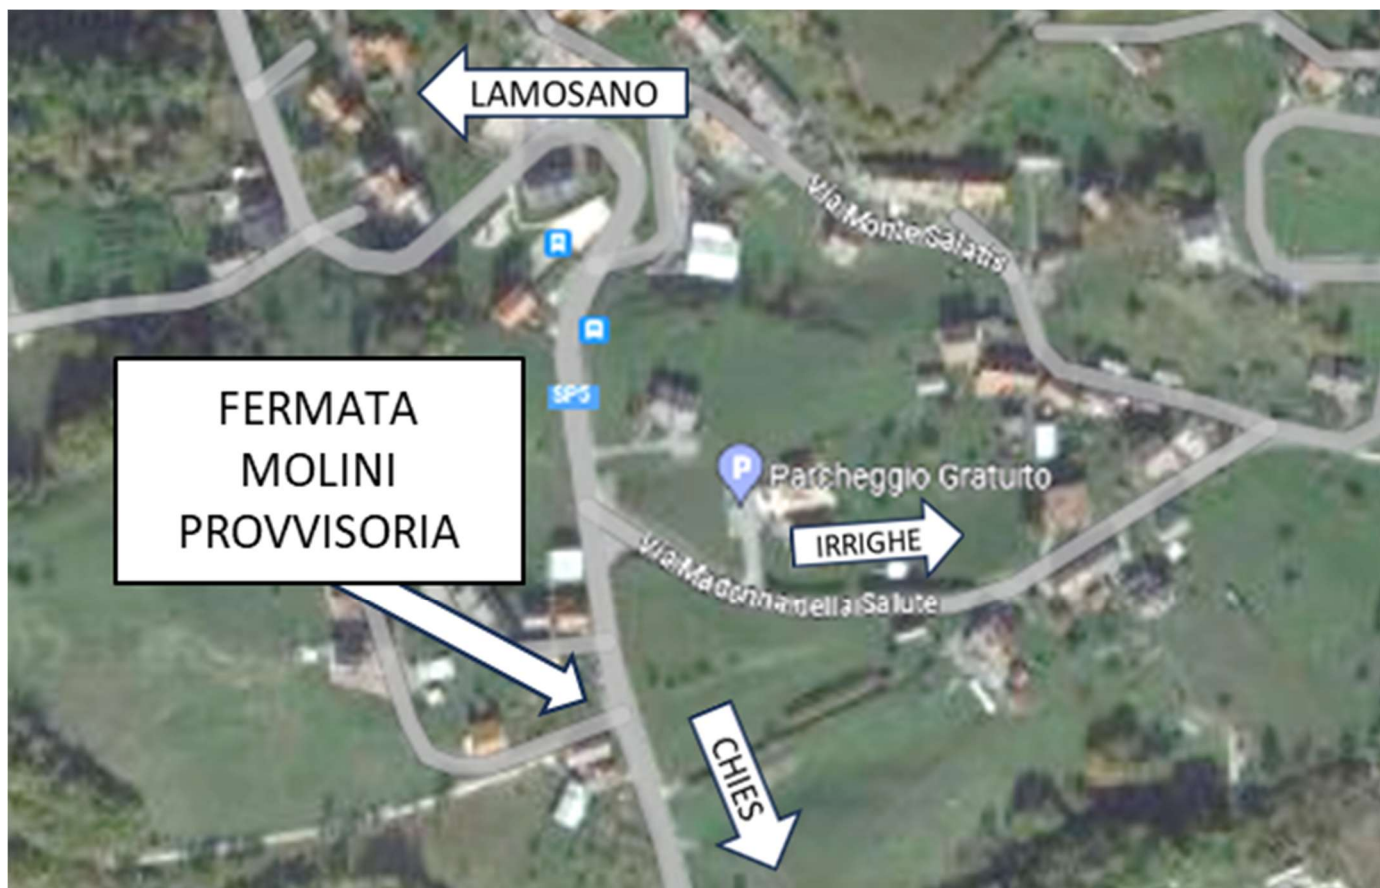 LAMOSANO
Via Monte Salatis
FERMATA
MOLINI
PROVVISORIA
SP5
P
Parcheggio Gratuito
IRRIGHE
Via Madonna della Salute
CHIES